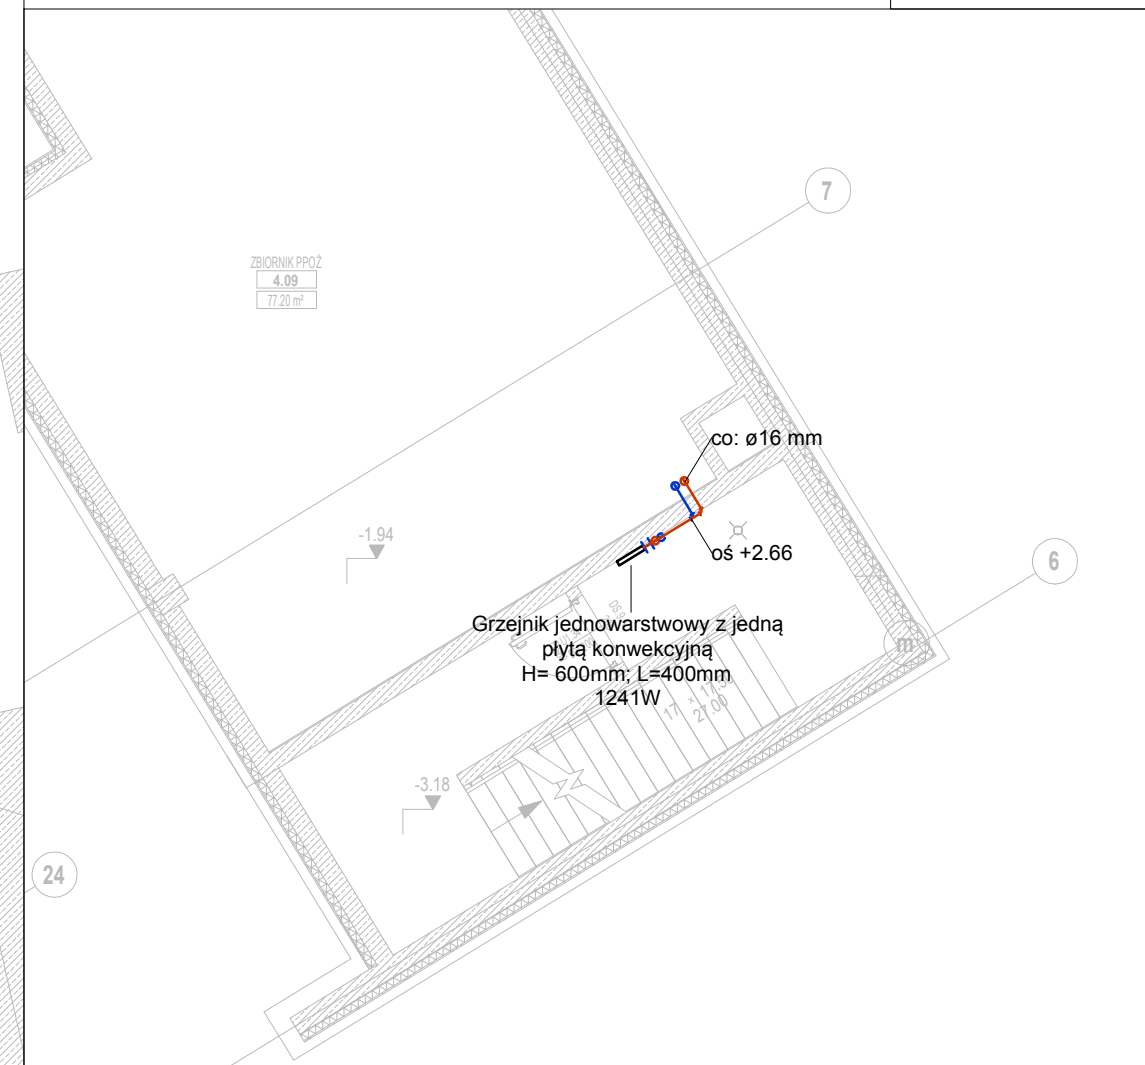 7
ZBIORNIK PPOŻ
4.09
77.20 m²
co: ø16 mm
-1.94
oś +2.66
6
Grzejnik jednowarstwowy z jedną
płytą konwekcyjną
H= 600mm; L=400mm
1241W
m
27.00
-3.18
24